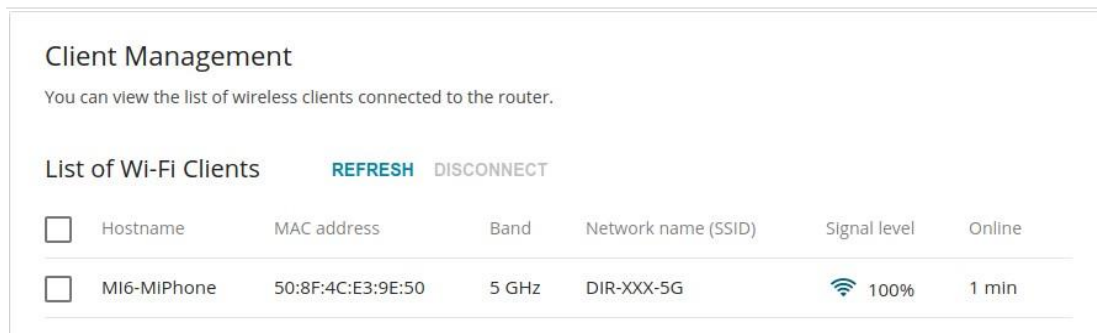 Client Management
You can view the list of wireless clients connected to the router.
List of Wi-Fi Clients REFRESH DISCONNECT
Hostname MAC address Band Network name (SSID) Signal level Online
MI6-MiPhone 50:8F:4C:E3:9E:50 5 GHz DIR-XXX-5G 100% 1 min